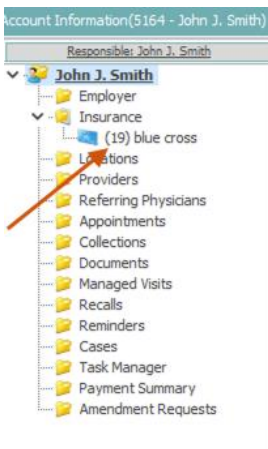 Account Information(5164 - John J. Smith)
Responsible: John J. Smith
John J. Smith
Employer
Insurance
(19) blue cross
Locations
Providers
Referring Physicians
Appointments
Collections
Documents
Managed Visits
Recalls
Reminders
Cases
Task Manager
Payment Summary
Amendment Requests